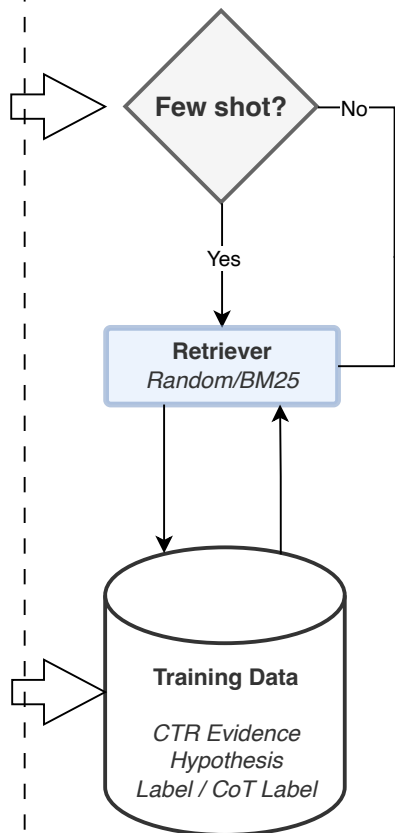 Few shot?
No
Yes
Retriever
Random/BM25
Training Data
CTR Evidence
Hypothesis
Label / CoT Label